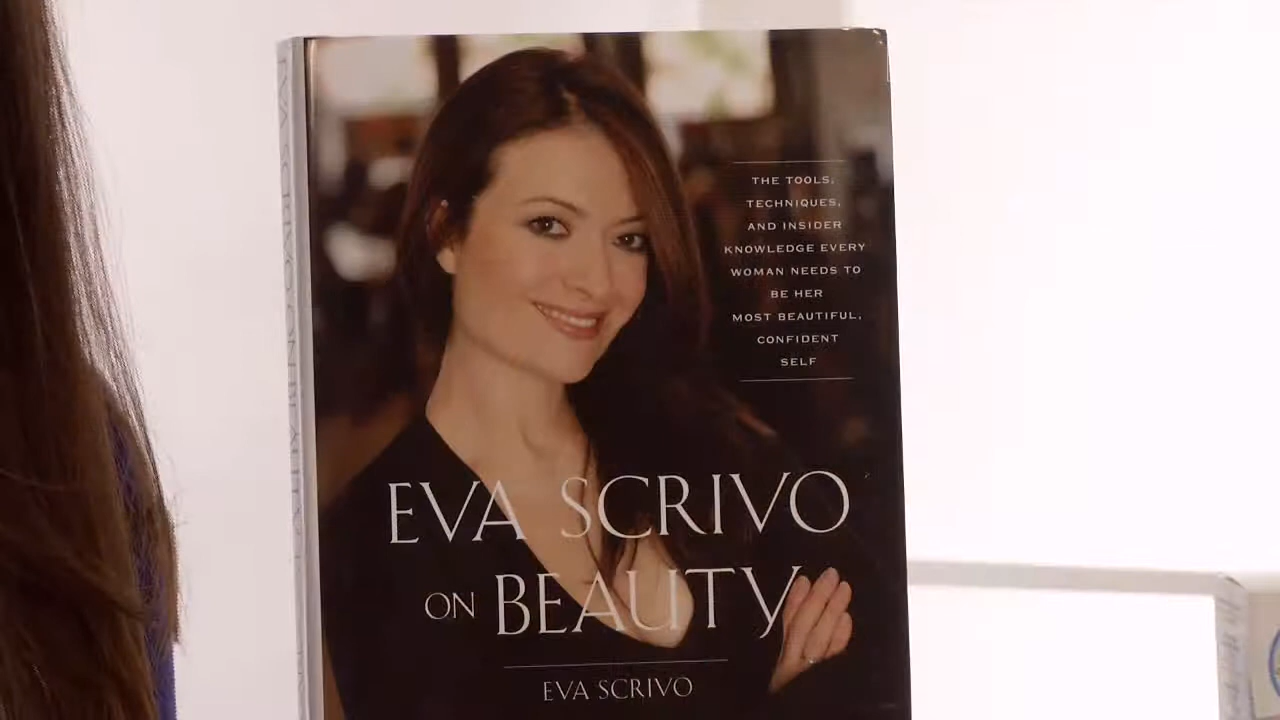 THE TOOLS,
TECHNIQUES,
AND INSIDER
KNOWLEDGE EVERY
WOMAN NEEDS TO
BE HER
MOST BEAUTIFUL,
CONFIDENT
SELF
EVA SCRIVO
ON BEAUTY
EVA SCRIVO